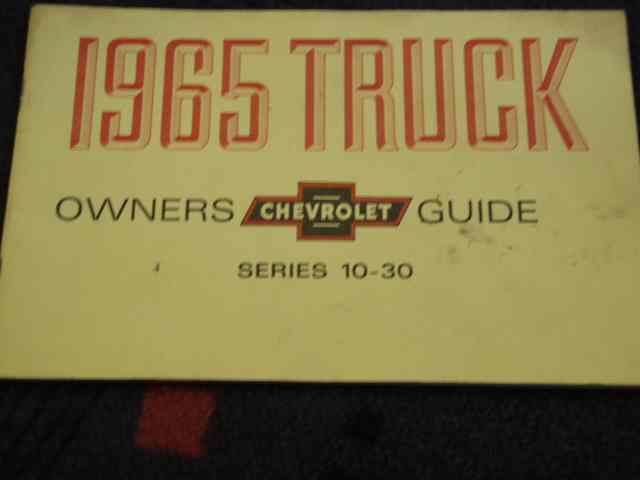 1965 TRUCK
OWNERS CHEVROLET GUIDE
SERIES 10-30